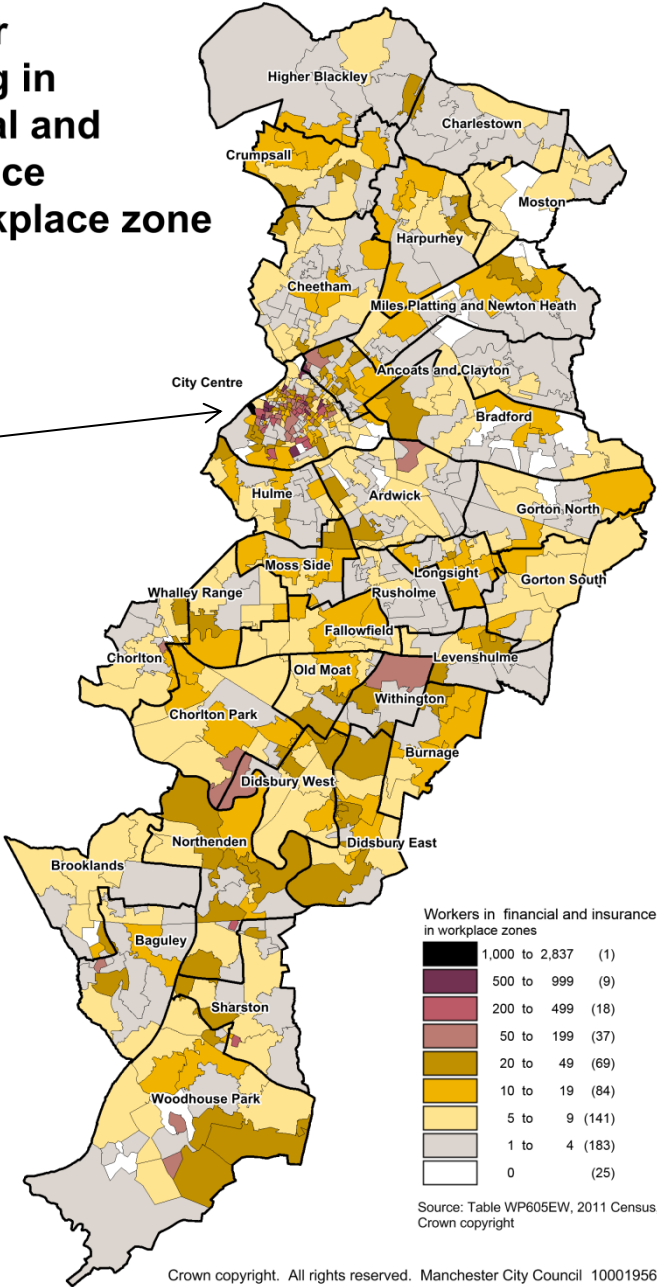 r
g in
al and
ce
kplace zone
Higher Blackley
Charlestown
Crumpsall
Moston
Harpurhey
Cheetham
Miles Platting and Newton Heath
Ancoats and Clayton
City Centre
Bradford
Hulme
Ardwick
Gorton North
Moss Side
Longsight
Gorton South
Whalley Range
Rusholme
Fallowfield
Chorlton
Levenshulme
Old Moat
Withington
Chorlton Park
Burnage
Didsbury West
Northenden
Didsbury East
Brooklands
Baguley
Sharston
Woodhouse Park
Workers in financial and insurance
in workplace zones
1,000 to 2,837 (1)
500 to 999 (9)
200 to 499 (18)
50 to 199 (37)
20 to 49 (69)
10 to 19 (84)
5 to 9 (141)
1 to 4 (183)
0 (25)
Source: Table WP605EW, 2011 Census
Crown copyright
Crown copyright. All rights reserved. Manchester City Council 10001956